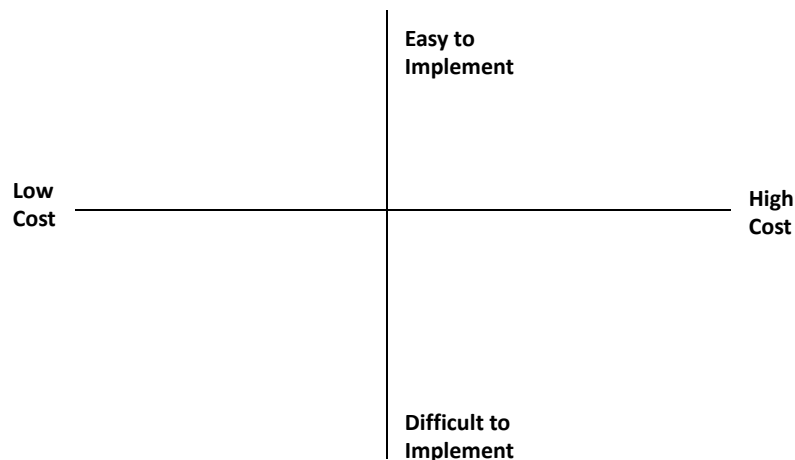 Easy to
Implement
Low
Cost
High
Cost
Difficult to
Implement